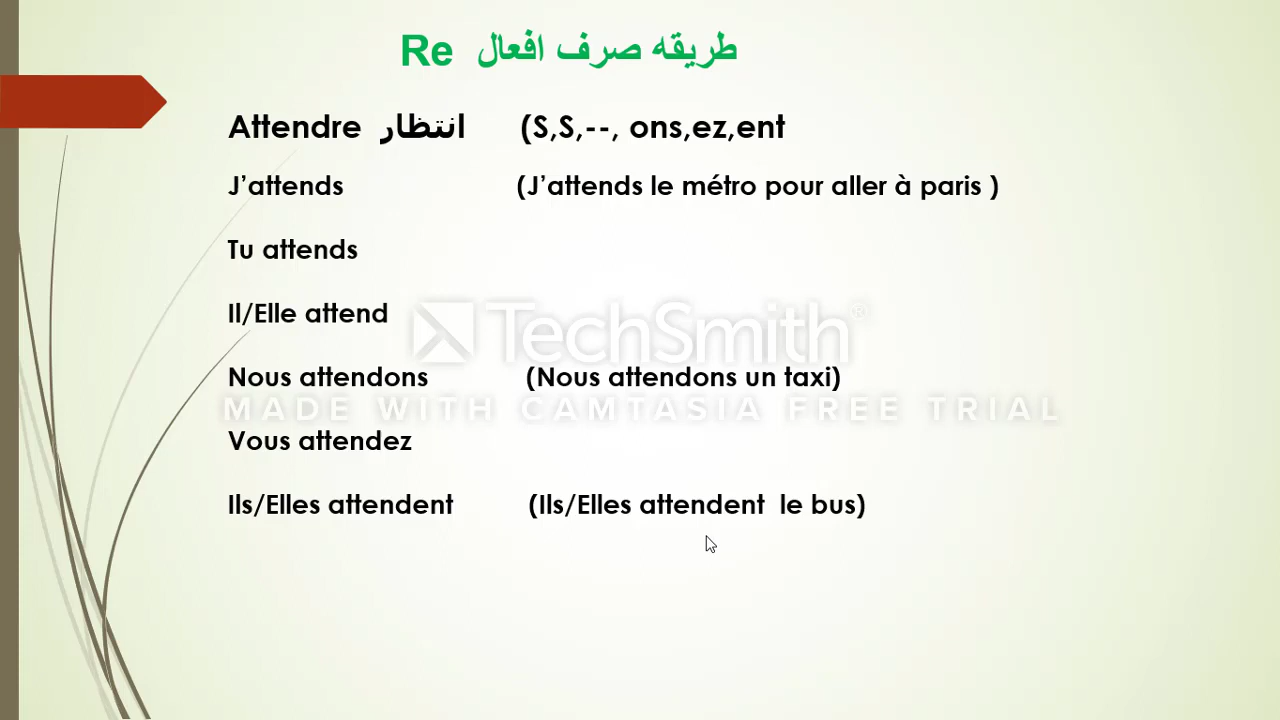 طریقه صرف افعال Re
Attendre انتظار (S,S,--, ons,ez,ent
J’attends (J’attends le métro pour aller à paris )
Tu attends
Il/Elle attend
TechSmith®
Nous attendons (Nous attendons un taxi)
MADE WITH CAMTASIA FREE TRIAL
Vous attendez
Ils/Elles attendent (Ils/Elles attendent le bus)